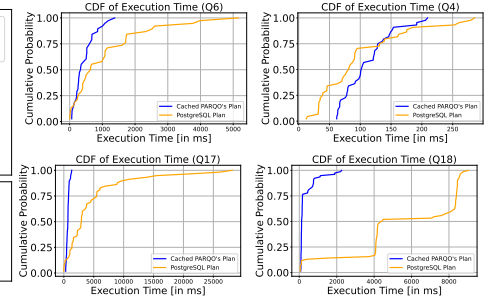 CDF of Execution Time (Q6)
Cumulative Probability
1.00
0.75
0.50
0.25
0.00
Cached PARQO's Plan
PostgreSQL Plan
0 1000 2000 3000 4000 5000
Execution Time [in ms]
CDF of Execution Time (Q4)
Cumulative Probability
1.00
0.75
0.50
0.25
0.00
Cached PARQO's Plan
PostgreSQL Plan
0 50 100 150 200 250
Execution Time [in ms]
CDF of Execution Time (Q17)
Cumulative Probability
1.00
0.75
0.50
0.25
0.00
Cached PARQO's Plan
PostgreSQL Plan
0 5000 10000 15000 20000 25000
Execution Time [in ms]
CDF of Execution Time (Q18)
Cumulative Probability
1.00
0.75
0.50
0.25
0.00
Cached PARQO's Plan
PostgreSQL Plan
0 2000 4000 6000 8000
Execution Time [in ms]